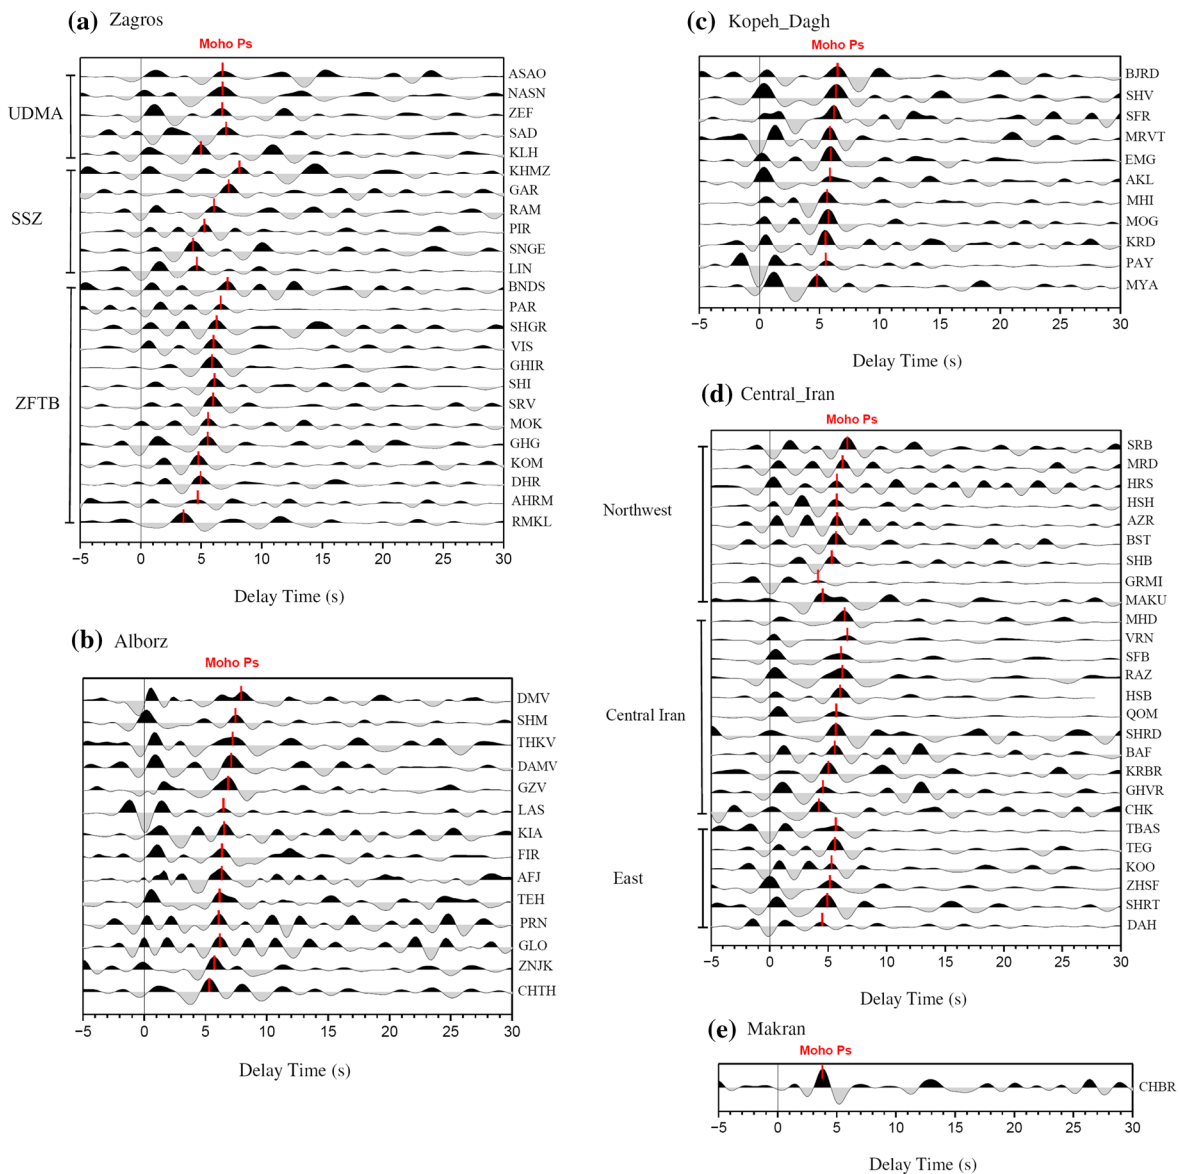 (a) Zagros
Moho Ps
UDMA
SSZ
ZFTB
ASAO
NASN
ZEF
SAD
KLH
KHMZ
GAR
RAM
PIR
SNGE
LIN
BNDS
PAR
SHGR
VIS
GHIR
SHI
SRV
MOK
GHG
KOM
DHR
AHRM
RMKL
−5 0 5 10 15 20 25 30
Delay Time (s)
(b) Alborz
Moho Ps
DMV
SHM
THKV
DAMV
GZV
LAS
KIA
FIR
AFJ
TEH
PRN
GLO
ZNJK
CHTH
−5 0 5 10 15 20 25 30
Delay Time (s)
(c) Kopeh_Dagh
Moho Ps
BJRD
SHV
SFR
MRVT
EMG
AKL
MHI
MOG
KRD
PAY
MYA
−5 0 5 10 15 20 25 30
Delay Time (s)
(d) Central_Iran
Moho Ps
Northwest
Central Iran
East
SRB
MRD
HRS
HSH
AZR
BST
SHB
GRMI
MAKU
MHD
VRN
SFB
RAZ
HSB
QOM
SHRD
BAF
KRBR
GHVR
CHK
TBAS
TEG
KOO
ZHSF
SHRT
DAH
−5 0 5 10 15 20 25 30
Delay Time (s)
(e) Makran
Moho Ps
CHBR
−5 0 5 10 15 20 25 30
Delay Time (s)